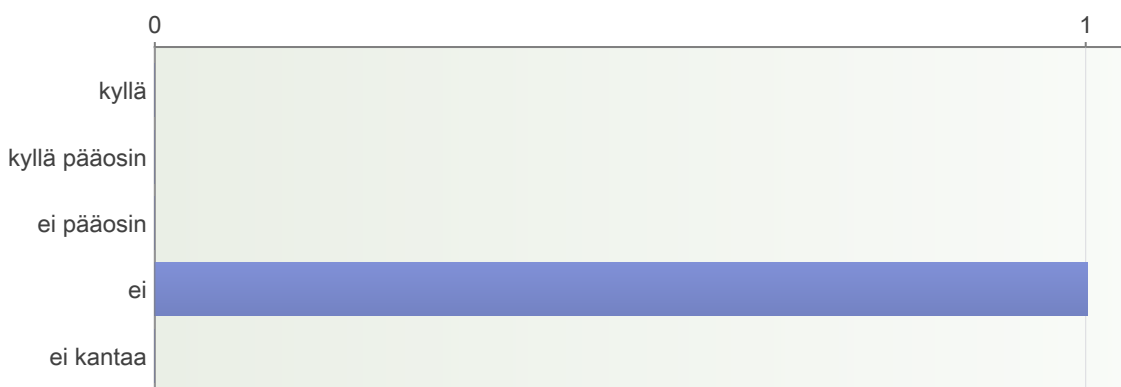 0 1
kyllä
kyllä pääosin
ei pääosin
ei
ei kantaa